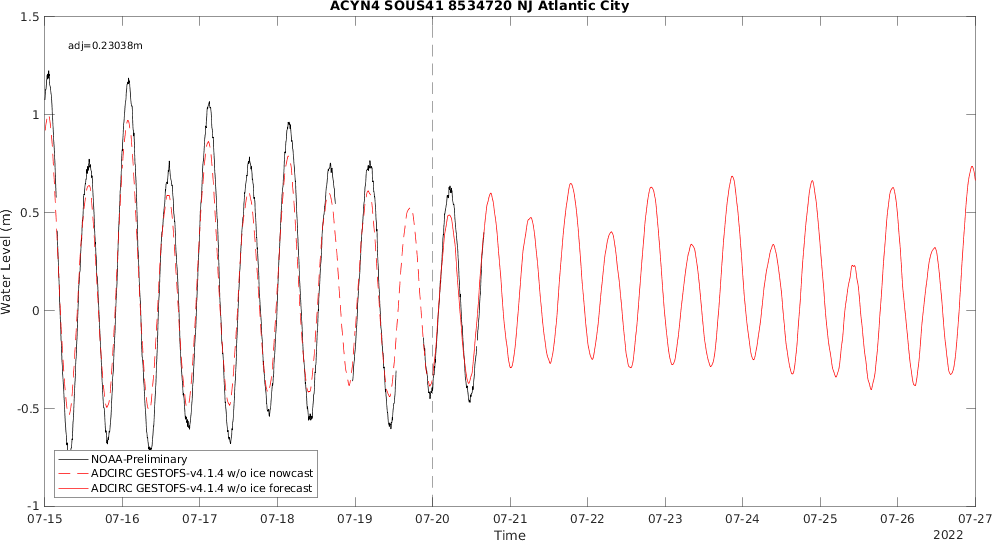 ACYN4 SOUS41 8534720 NJ Atlantic City
adj=0.23038m
Water Level (m)
1.5
1
0.5
0
-0.5
-1
NOAA-Preliminary
ADCIRC GESTOFS-v4.1.4 w/o ice nowcast
ADCIRC GESTOFS-v4.1.4 w/o ice forecast
07-15 07-16 07-17 07-18 07-19 07-20 07-21 07-22 07-23 07-24 07-25 07-26 07-27
Time
2022